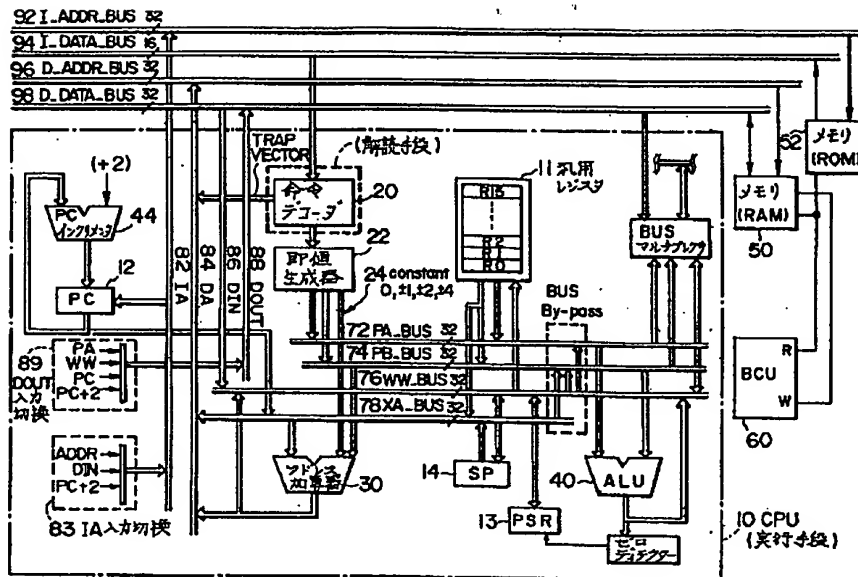 92 I_ADDR_BUS 32
94 I_DATA_BUS 16
96 D_ADDR_BUS 32
98 D_DATA_BUS 32
TRAP
VECTOR
(解読手段)
命令
デコーダ
20
(+2)
PC
インクリメンタ
44
12
PC
82 IA
84 DA
86 DIN
88 DOUT
即値
生成器
22
24 constant
0,±1,±2,±4
11 汎用
レジスタ
R15
R2
R1
R0
BUS
マルチプレクサ
メモリ
(RAM)
50
52
メモリ
(ROM)
BUS
By-pass
72 PA_BUS 32
74 PB_BUS 32
76 WW_BUS 32
78 XA_BUS 32
89
DOUT
入力
切換
PA
WW
PC
PC+2
ADDR
DIN
PC+2
83 IA入力切換
アドレス
加算器
30
14
SP
13
PSR
40
ALU
ゼロ
ディテクター
R
BCU
W
60
10 CPU
(実行手段)